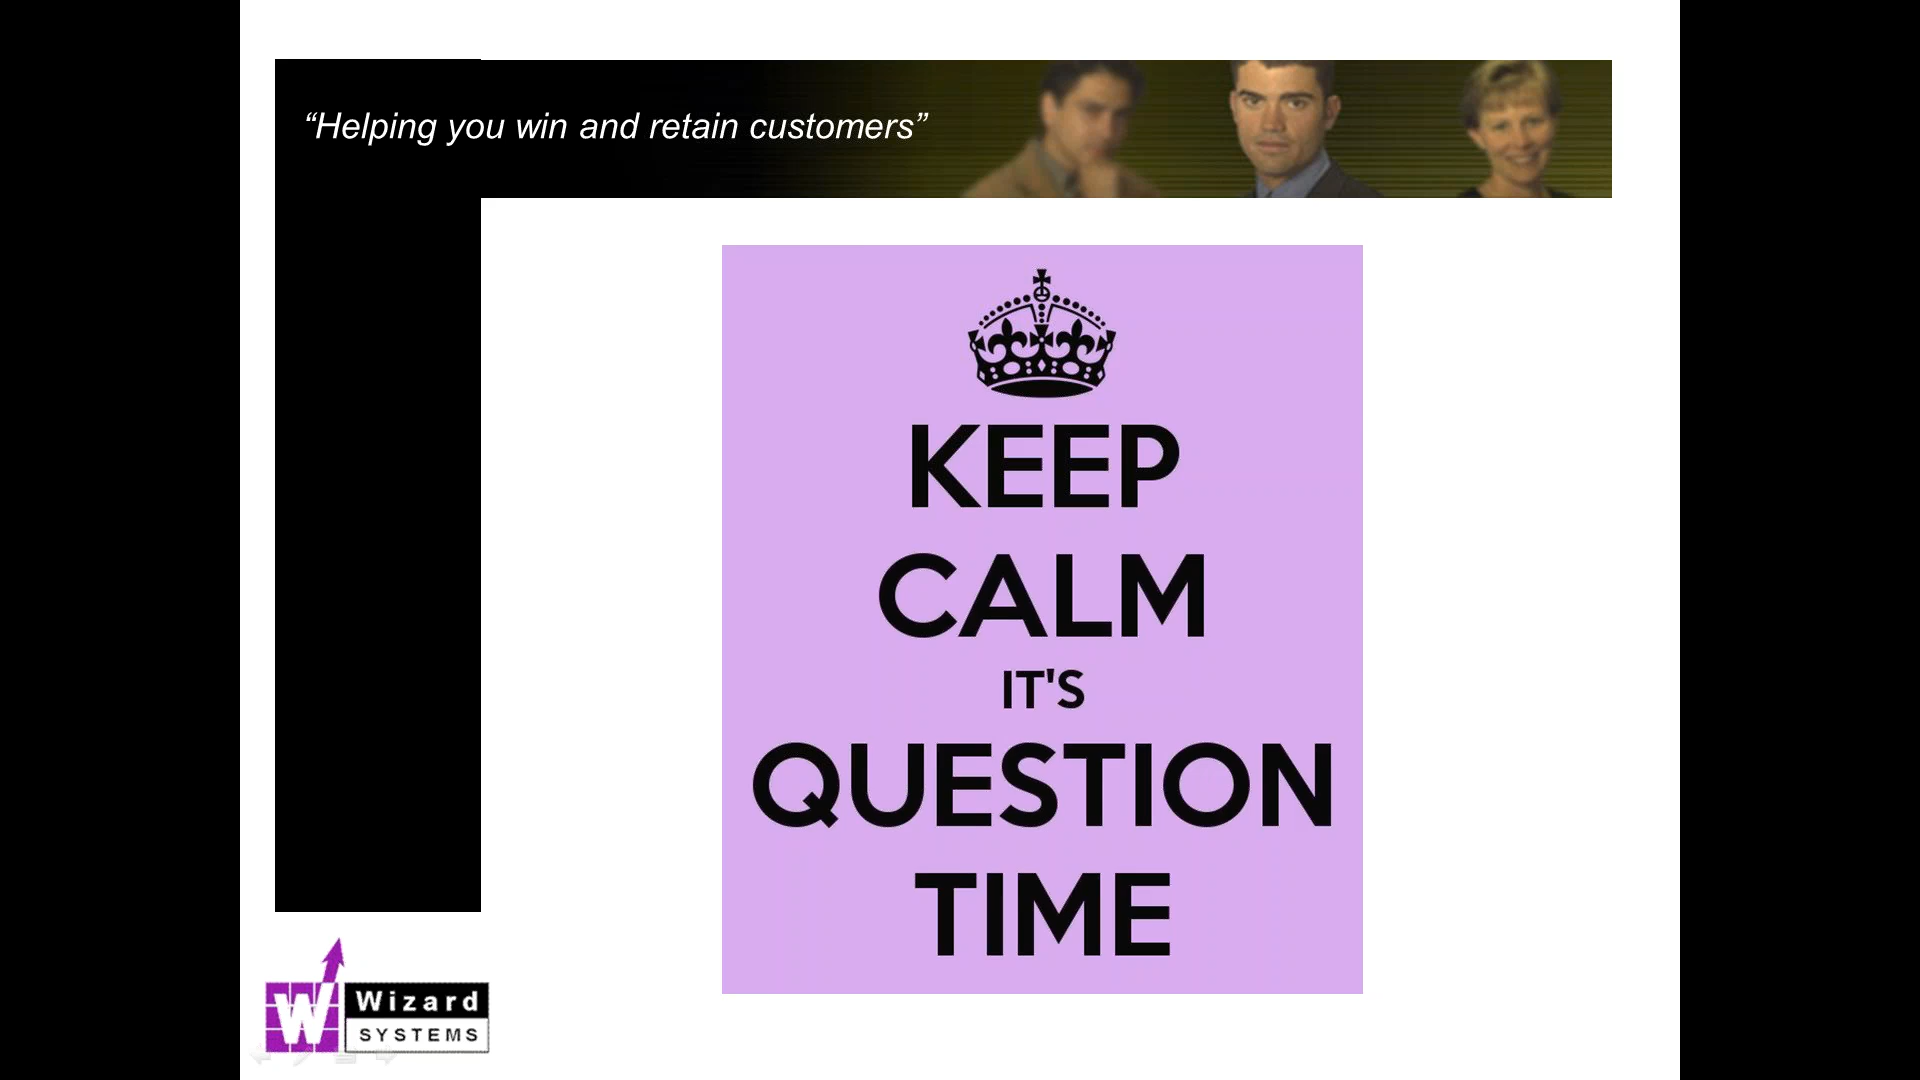 “Helping you win and retain customers”
KEEP
CALM
IT'S
QUESTION
TIME
W
Wizard
SYSTEMS